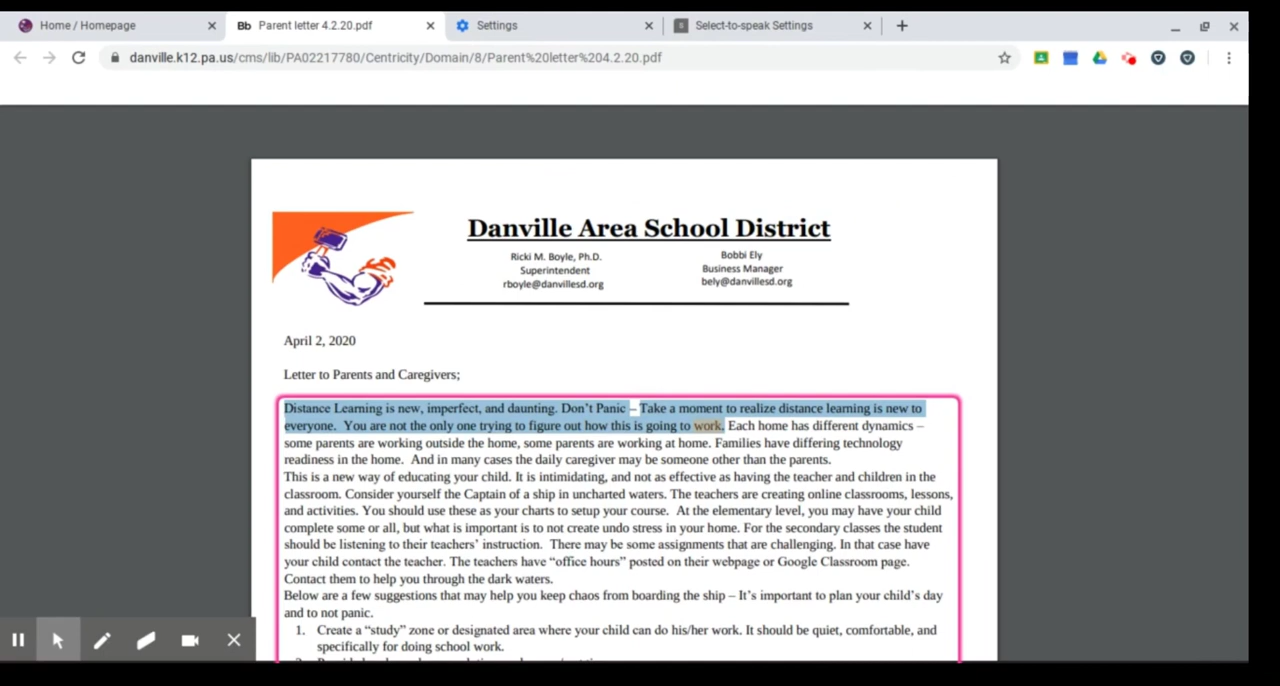 Home / Homepage
Bb Parent letter 4.2.20.pdf
Settings
S Select-to-speak Settings
danville.k12.pa.us/cms/lib/PA02217780/Centricity/Domain/8/Parent%20letter%204.2.20.pdf
Danville Area School District
Ricki M. Boyle, Ph.D.
Superintendent
rboyle@danvillesd.org
Bobbi Ely
Business Manager
bely@danvillesd.org
April 2, 2020
Letter to Parents and Caregivers;
Distance Learning is new, imperfect, and daunting. Don't Panic – Take a moment to realize distance learning is new to
everyone.  You are not the only one trying to figure out how this is going to work. Each home has different dynamics –
some parents are working outside the home, some parents are working at home. Families have differing technology
readiness in the home.  And in many cases the daily caregiver may be someone other than the parents.
This is a new way of educating your child. It is intimidating, and not as effective as having the teacher and children in the
classroom. Consider yourself the Captain of a ship in uncharted waters. The teachers are creating online classrooms, lessons,
and activities. You should use these as your charts to setup your course.  At the elementary level, you may have your child
complete some or all, but what is important is to not create undo stress in your home. For the secondary classes the student
should be listening to their teachers' instruction.  There may be some assignments that are challenging. In that case have
your child contact the teacher. The teachers have “office hours” posted on their webpage or Google Classroom page.
Contact them to help you through the dark waters.
Below are a few suggestions that may help you keep chaos from boarding the ship – It's important to plan your child's day
and to not panic.
1. Create a “study” zone or designated area where your child can do his/her work. It should be quiet, comfortable, and
specifically for doing school work.